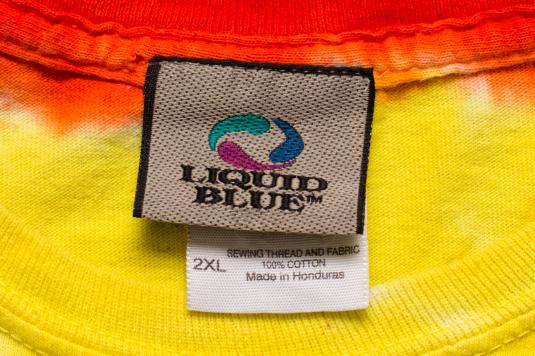 LIQUID
BLUE™
SEWING THREAD AND FABRIC
2XL 100% COTTON
Made in Honduras